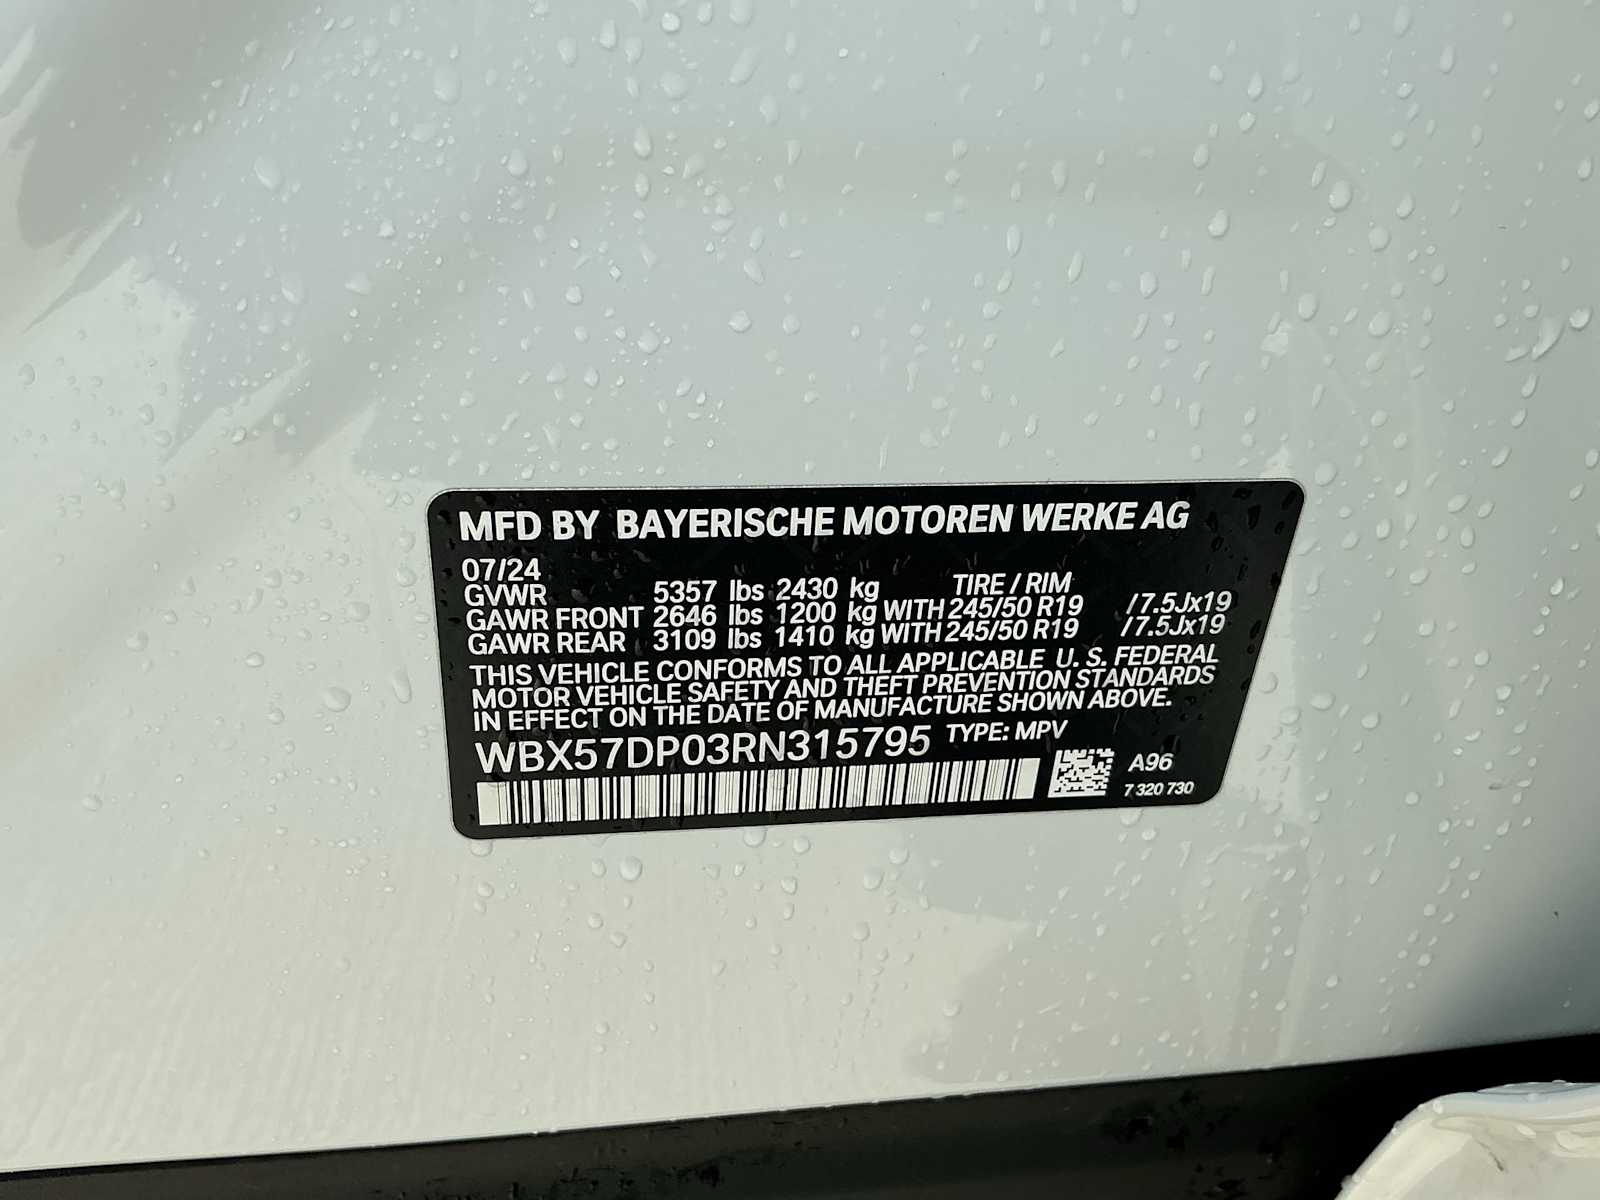 MFD BY BAYERISCHE MOTOREN WERKE AG
07/24
GVWR 5357 lbs 2430 kg TIRE / RIM
GAWR FRONT 2646 lbs 1200 kg WITH 245/50 R19 /7.5Jx19
GAWR REAR 3109 lbs 1410 kg WITH 245/50 R19 /7.5Jx19
THIS VEHICLE CONFORMS TO ALL APPLICABLE U. S. FEDERAL
MOTOR VEHICLE SAFETY AND THEFT PREVENTION STANDARDS
IN EFFECT ON THE DATE OF MANUFACTURE SHOWN ABOVE.
WBX57DP03RN315795 TYPE: MPV
A96
7 320 730